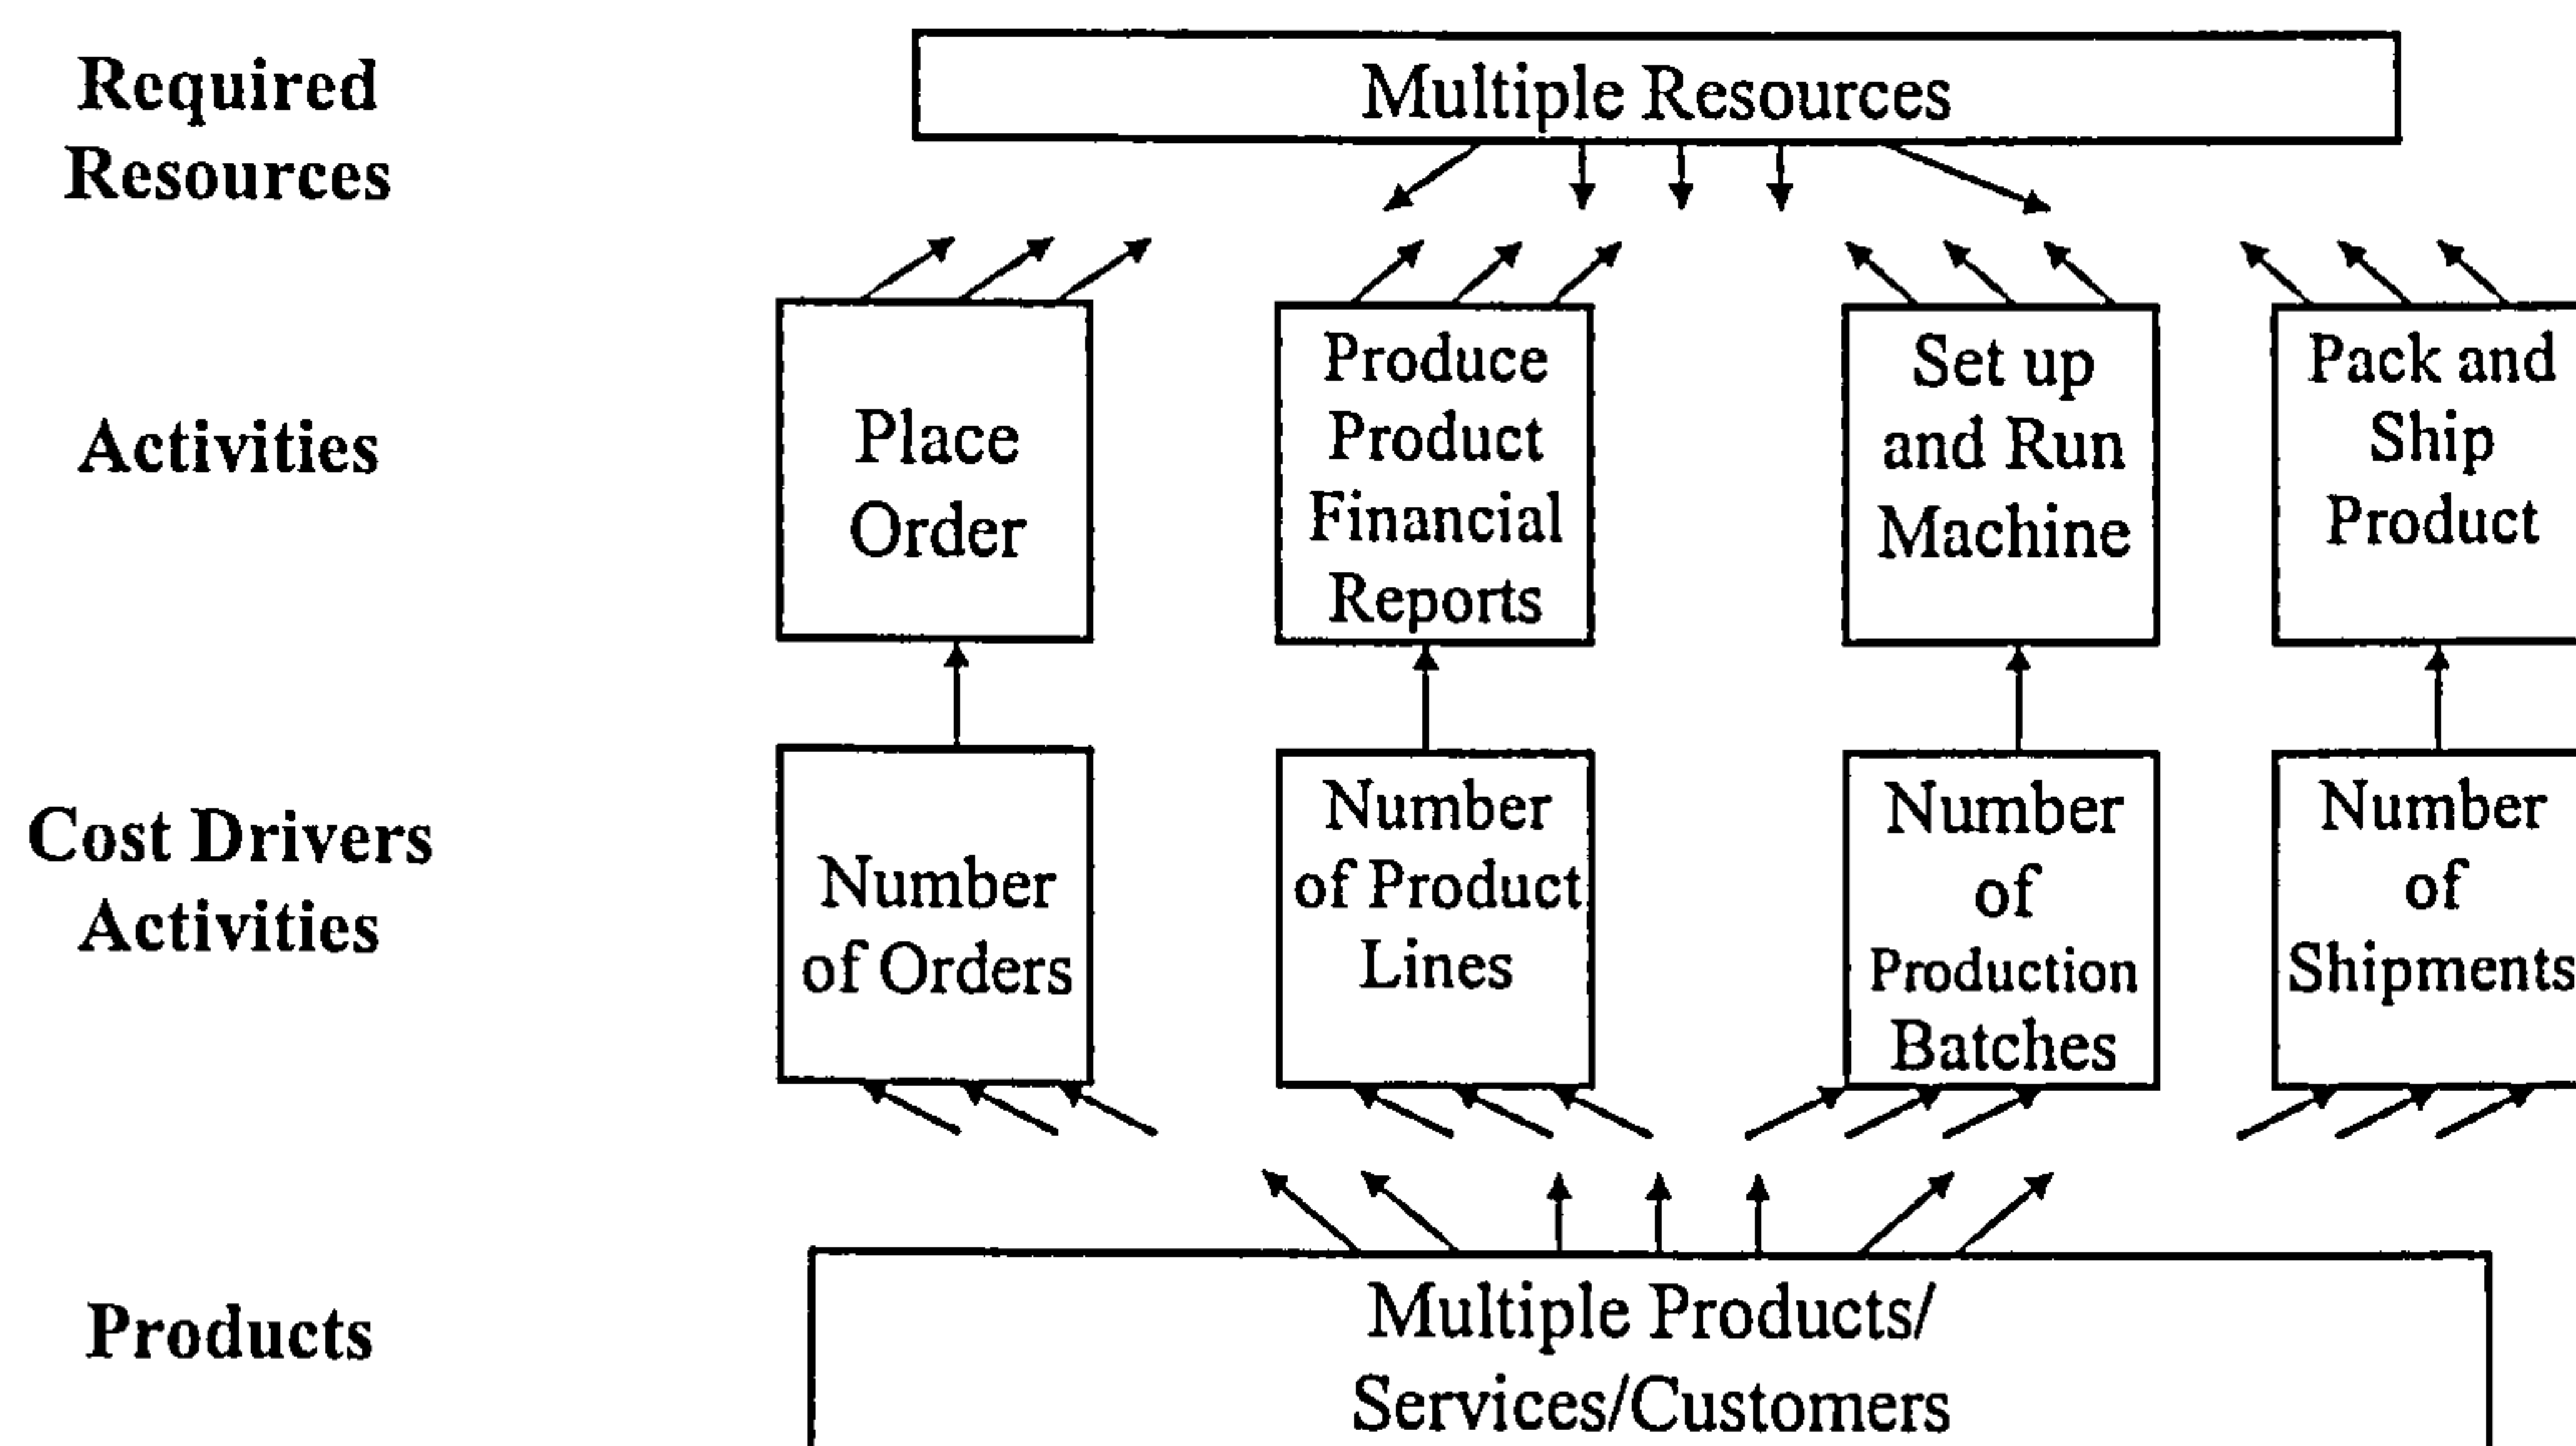 Required
Resources
Multiple Resources
Activities
Place
Order
Produce
Product
Financial
Reports
Set up
and Run
Machine
Pack and
Ship
Product
Cost Drivers
Activities
Number
of Orders
Number
of Product
Lines
Number
of
Production
Batches
Number
of
Shipments
Products
Multiple Products/
Services/Customers